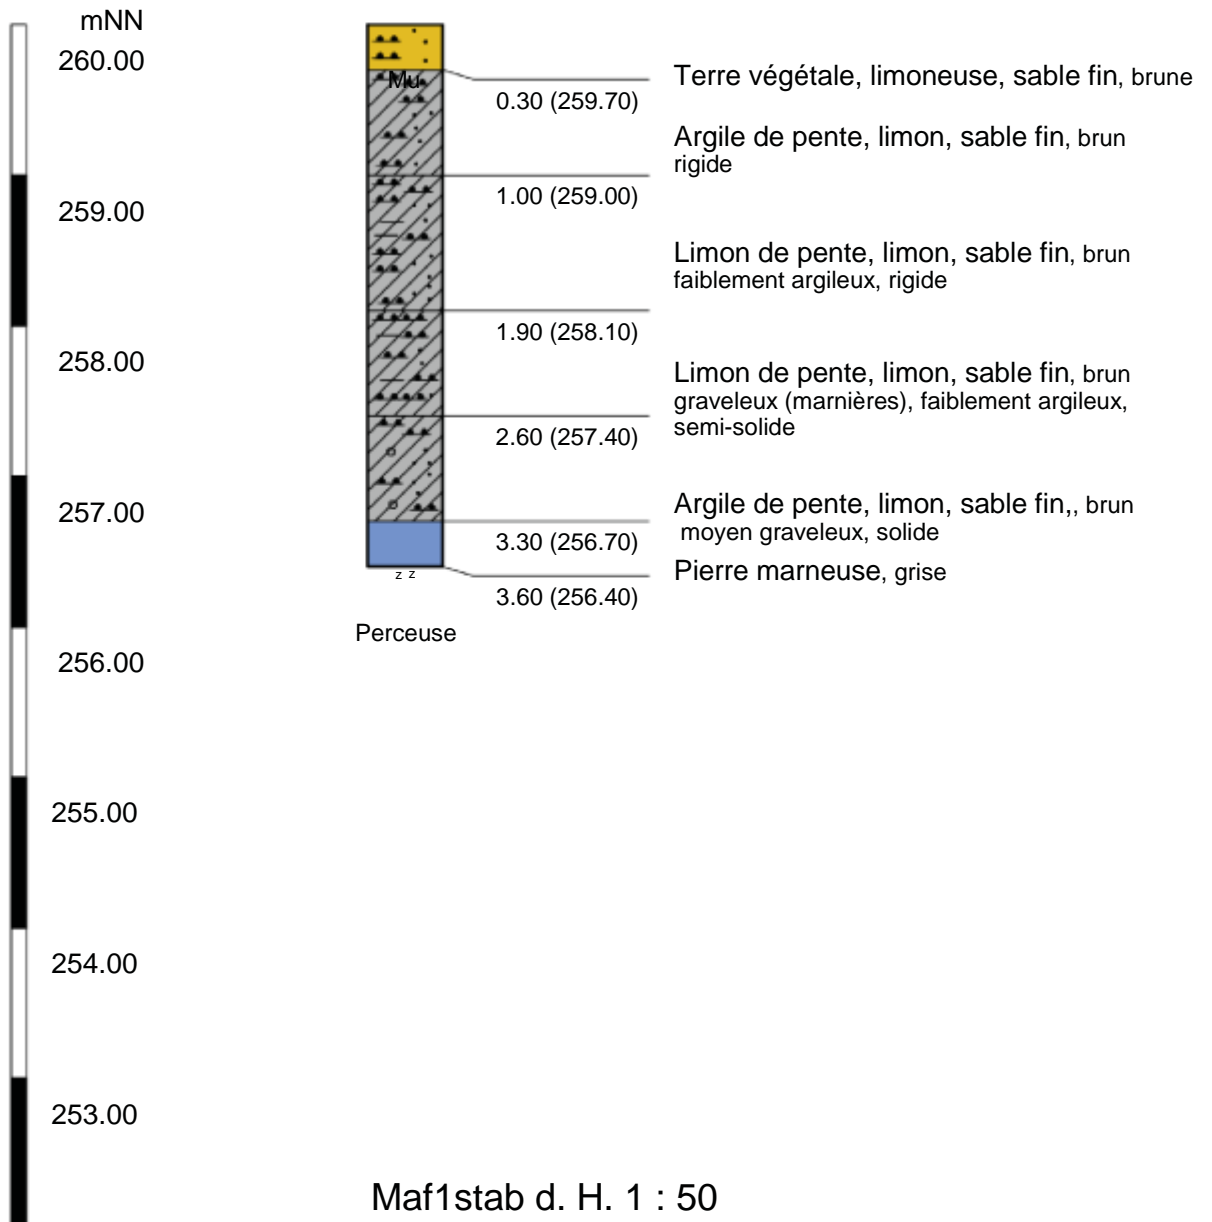 mNN
260.00
259.00
258.00
257.00
256.00
255.00
254.00
253.00
Mu
0.30 (259.70)
Terre végétale, limoneuse, sable fin, brune
Argile de pente, limon, sable fin, brun
rigide
1.00 (259.00)
Limon de pente, limon, sable fin, brun
faiblement argileux, rigide
1.90 (258.10)
Limon de pente, limon, sable fin, brun
graveleux (marnières), faiblement argileux,
semi-solide
2.60 (257.40)
Argile de pente, limon, sable fin,, brun
moyen graveleux, solide
3.30 (256.70)
Pierre marneuse, grise
z z
3.60 (256.40)
Perceuse
Maf1stab d. H. 1 : 50